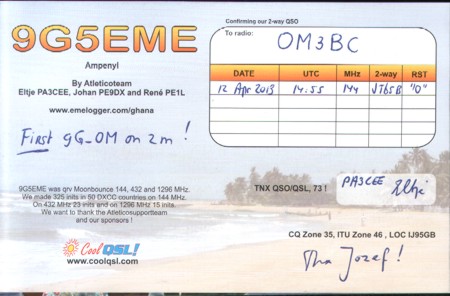 Confirming our 2-way QSO
9G5EME
To radio:
OM3BC
Ampenyl
By Atleticoteam
Eltje PA3CEE, Johan PE9DX and René PE1L
www.emelogger.com/ghana
DATE UTC MHz 2-way RST
12 Apr 2013 14.55 144 JT65B "O"
First 9G-OM on 2m!
9G5EME was qrv Moonbounce 144, 432 and 1296 MHz.
We made 325 inits in 50 DXCC countries on 144 MHz.
On 432 MHz 23 inits and on 1296 MHz 15 inits.
We want to thank the Atleticosupportteam
and our sponsors !
TNX QSO/QSL, 73 !
PA3CEE Eltje
CQ Zone 35, ITU Zone 46 , LOC IJ95GB
Cool QSL!
www.coolqsl.com
Tnx Jozef!